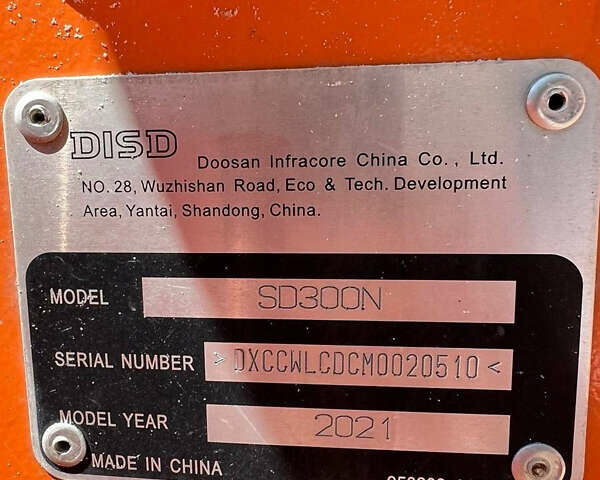 DISD Doosan Infracore China Co., Ltd.
NO. 28, Wuzhishan Road, Eco & Tech. Development
Area, Yantai, Shandong, China.
MODEL SD300N
SERIAL NUMBER >DXCCWLCDCM0020510<
MODEL YEAR 2021
MADE IN CHINA